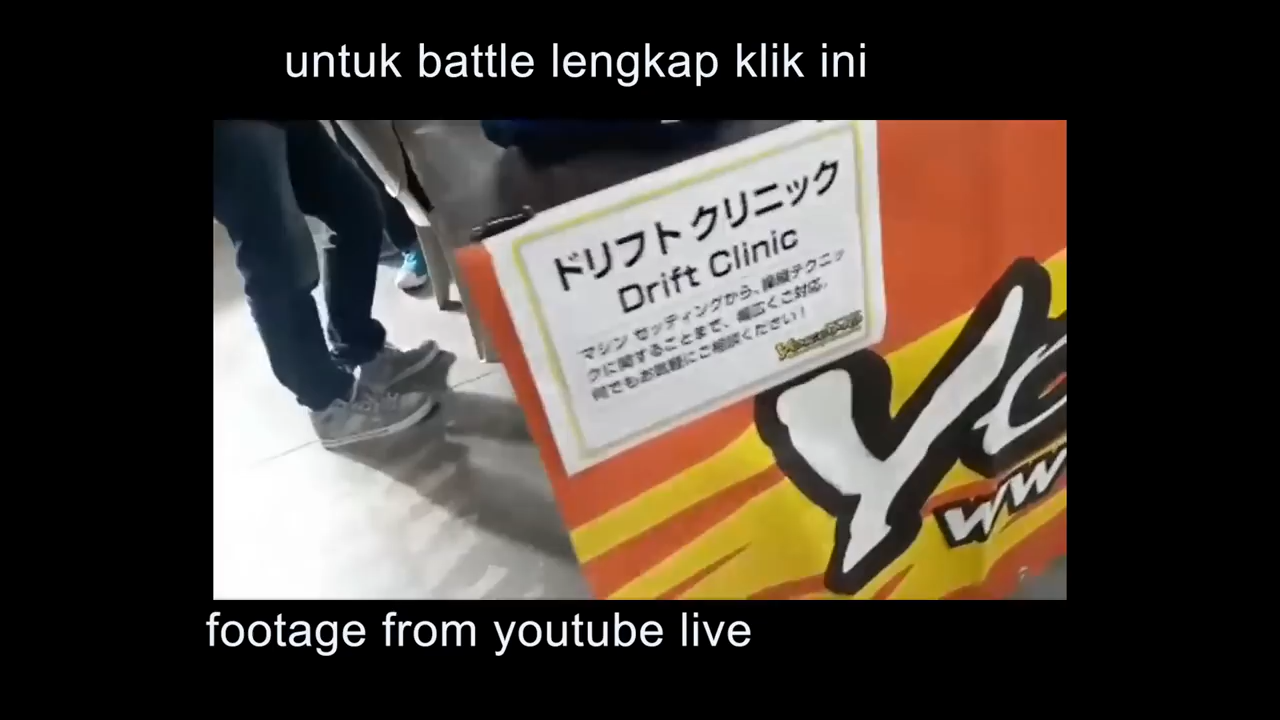 untuk battle lengkap klik ini
ドリフト クリニック
Drift Clinic
マシン セッティングから、操縦テクニッ
クに関することまで、幅広くご対応。
何でもお気軽にご相談ください！
YOKOMO
YO
WW
footage from youtube live